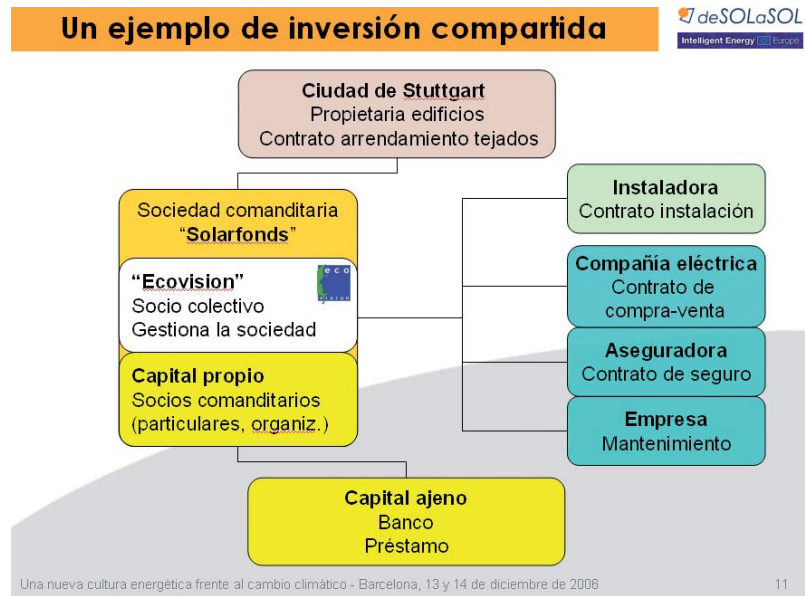 Un ejemplo de inversión compartida
deSOLaSOL
Intelligent Energy Europe
Ciudad de Stuttgart
Propietaria edificios
Contrato arrendamiento tejados
Sociedad comanditaria
“Solarfonds”
“Ecovision”
Socio colectivo
Gestiona la sociedad
eco
vision
Capital propio
Socios comanditarios
(particulares, organiz.)
Instaladora
Contrato instalación
Compañía eléctrica
Contrato de
compra-venta
Aseguradora
Contrato de seguro
Empresa
Mantenimiento
Capital ajeno
Banco
Préstamo
Una nueva cultura energética frente al cambio climático - Barcelona, 13 y 14 de diciembre de 2006
11